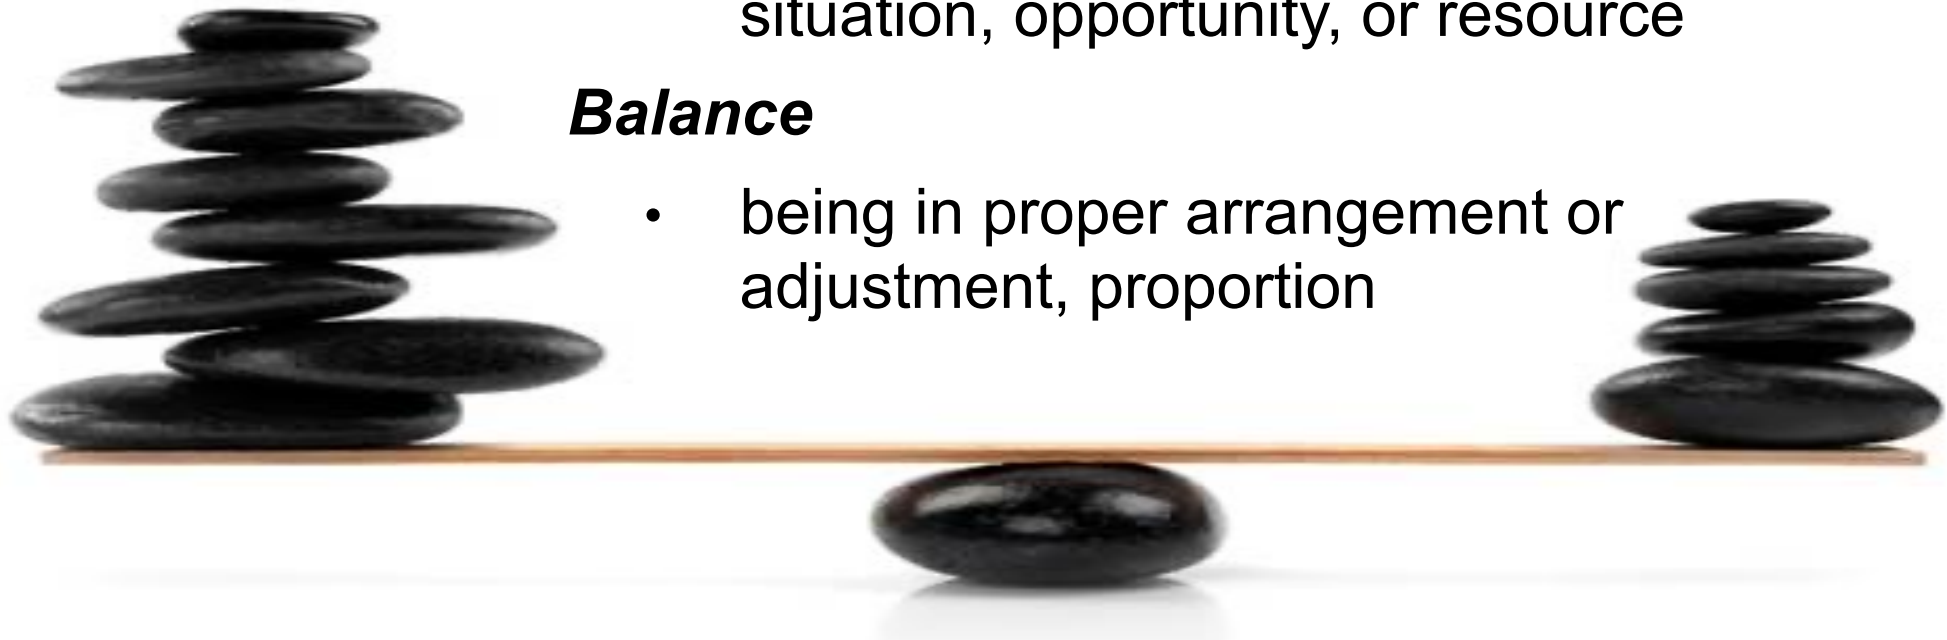 situation, opportunity, or resource
Balance
• being in proper arrangement or
adjustment, proportion